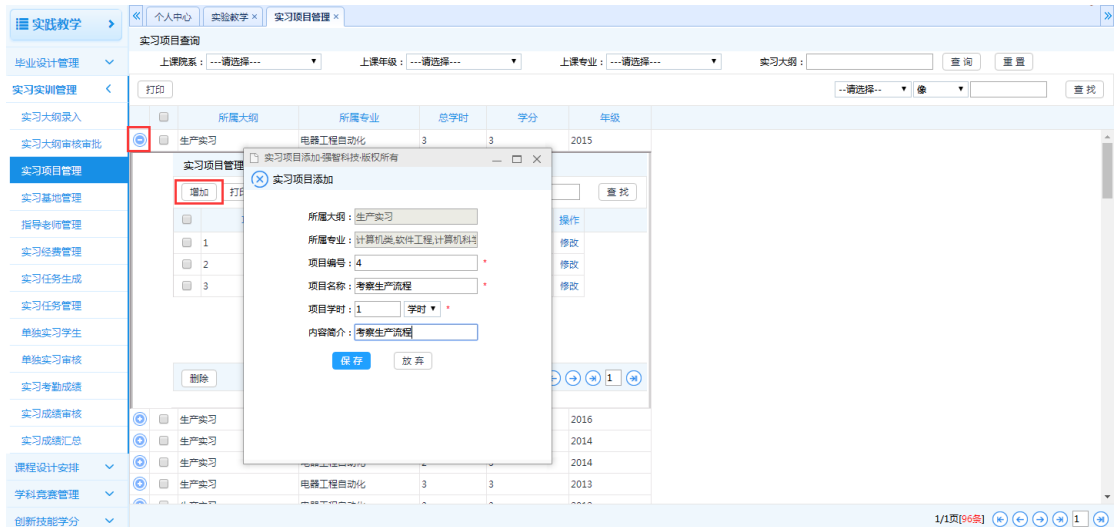 实践教学
个人中心 实验教学 × 实习项目管理 ×
实习项目查询
毕业设计管理
上课院系：---请选择--- 上课年级：---请选择--- 上课专业：---请选择--- 实习大纲： 查 询 重 置
实习实训管理
打印 --请选择-- 像 查 找
实习大纲录入
所属大纲 所属专业 总学时 学分 年级
实习大纲审核审批
生产实习 电器工程自动化 3 3 2015
实习项目管理
实习项目管理
实习项目添加-强智科技-版权所有
实习项目添加
增加 打印 查 找
实习基地管理
所属大纲：生产实习
操作
指导老师管理
所属专业：计算机类,软件工程,计算机科学
1 修改
实习经费管理
项目编号：4 *
2 修改
实习任务生成
项目名称：考察生产流程 *
3 修改
实习任务管理
项目学时：1 学时 *
单独实习学生
内容简介：考察生产流程
单独实习审核
保 存 放 弃
实习考勤成绩
删除 1
实习成绩审核
生产实习 2016
实习成绩汇总
生产实习 2014
课程设计安排
生产实习 2014
学科竞赛管理
生产实习 电器工程自动化 3 3 2013
创新技能学分
1/1页[96条] 1